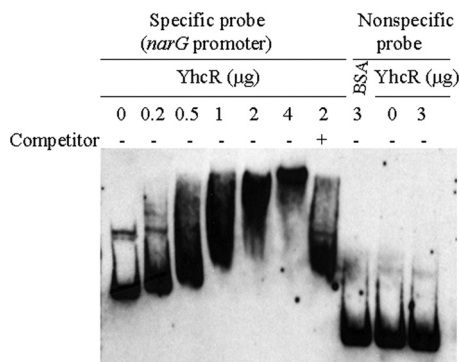 Specific probe Nonspecific
(narG promoter) probe
YhcR (µg) BSA YhcR (µg)
0 0.2 0.5 1 2 4 2 3 0 3
Competitor - - - - - - + - - -